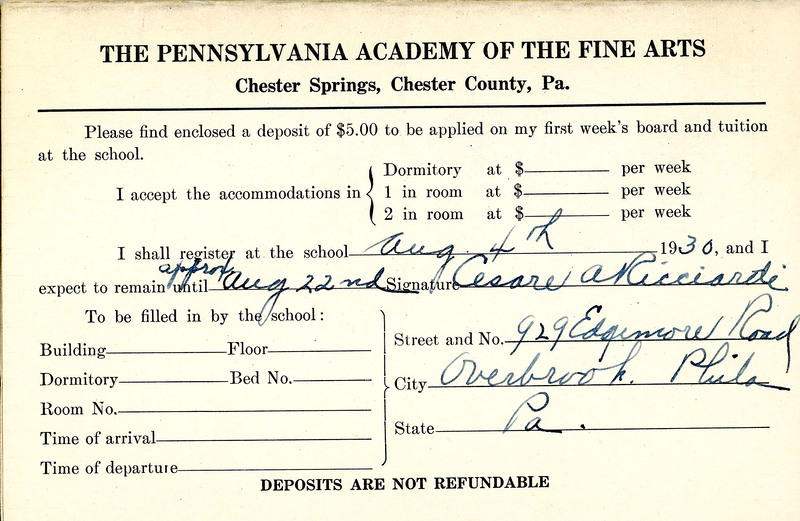 THE PENNSYLVANIA ACADEMY OF THE FINE ARTS
Chester Springs, Chester County, Pa.
Please find enclosed a deposit of $5.00 to be applied on my first week's board and tuition
at the school.
I accept the accommodations in { Dormitory at $ per week
1 in room at $ per week
2 in room at $ per week
I shall register at the school Aug. 4th 1930, and I
expect to remain approx. until Aug 22nd Signature Cesare A Ricciardi
To be filled in by the school:
Building Floor
Dormitory Bed No.
Room No.
Time of arrival
Time of departure
Street and No. 929 Edgemore Road
City Overbrook. Phila
State Pa.
DEPOSITS ARE NOT REFUNDABLE